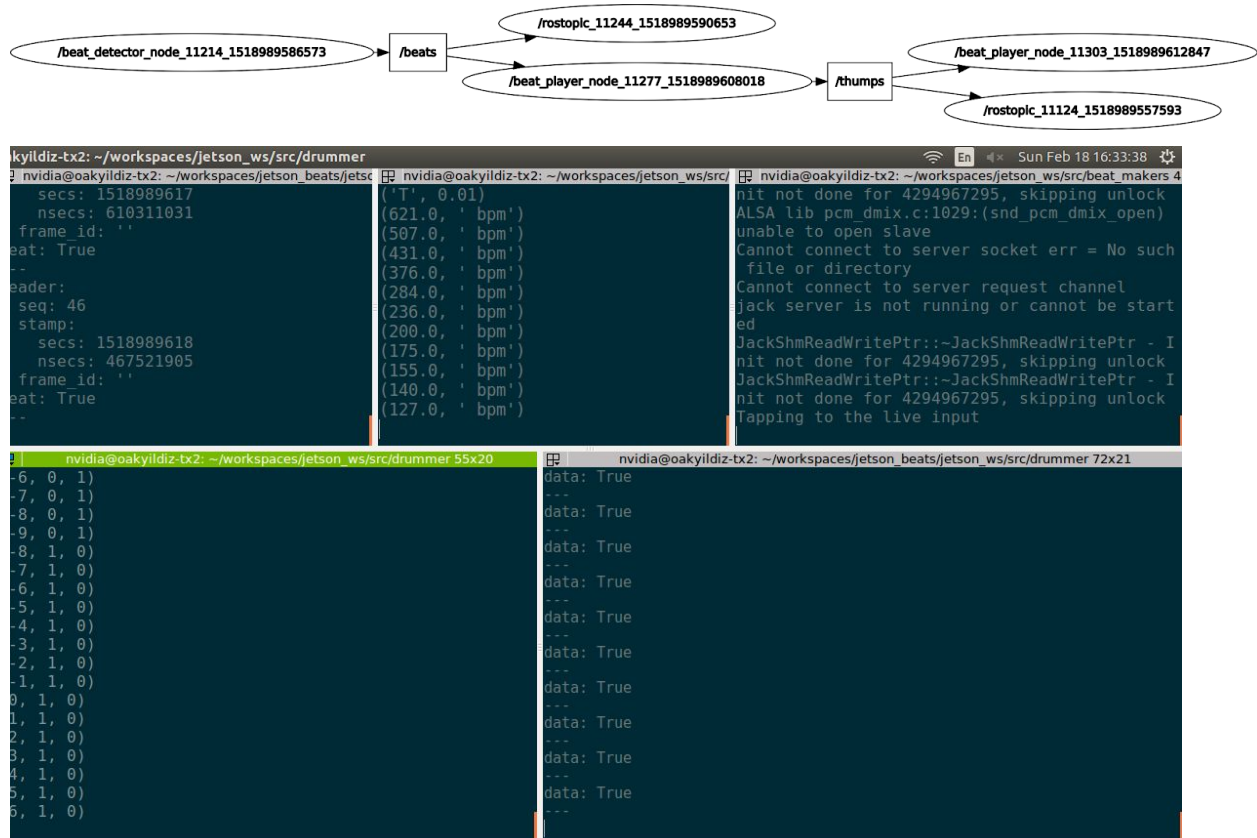 /rostopic_11244_1518989590653
/beat_detector_node_11214_1518989586573
/beats
/beat_player_node_11303_1518989612847
/beat_player_node_11277_1518989608018
/thumps
/rostopic_11124_1518989557593
kyildiz-tx2: ~/workspaces/jetson_ws/src/drummer
En
Sun Feb 18 16:33:38
nvidia@oakyildiz-tx2: ~/workspaces/jetson_beats/jetsc
secs: 1518989617
nsecs: 610311031
frame_id: ''
eat: True
--
eader:
seq: 46
stamp:
secs: 1518989618
nsecs: 467521905
frame_id: ''
eat: True
--
nvidia@oakyildiz-tx2: ~/workspaces/jetson_ws/src/
('T', 0.01)
(621.0, ' bpm')
(507.0, ' bpm')
(431.0, ' bpm')
(376.0, ' bpm')
(284.0, ' bpm')
(236.0, ' bpm')
(200.0, ' bpm')
(175.0, ' bpm')
(155.0, ' bpm')
(140.0, ' bpm')
(127.0, ' bpm')
nvidia@oakyildiz-tx2: ~/workspaces/jetson_ws/src/beat_makers 4
nit not done for 4294967295, skipping unlock
ALSA lib pcm_dmix.c:1029:(snd_pcm_dmix_open)
unable to open slave
Cannot connect to server socket err = No such
file or directory
Cannot connect to server request channel
jack server is not running or cannot be start
ed
JackShmReadWritePtr::~JackShmReadWritePtr - I
nit not done for 4294967295, skipping unlock
JackShmReadWritePtr::~JackShmReadWritePtr - I
nit not done for 4294967295, skipping unlock
Tapping to the live input
nvidia@oakyildiz-tx2: ~/workspaces/jetson_ws/src/drummer 55x20
-6, 0, 1)
-7, 0, 1)
-8, 0, 1)
-9, 0, 1)
-8, 1, 0)
-7, 1, 0)
-6, 1, 0)
-5, 1, 0)
-4, 1, 0)
-3, 1, 0)
-2, 1, 0)
-1, 1, 0)
0, 1, 0)
1, 1, 0)
2, 1, 0)
3, 1, 0)
4, 1, 0)
5, 1, 0)
6, 1, 0)
nvidia@oakyildiz-tx2: ~/workspaces/jetson_beats/jetson_ws/src/drummer 72x21
data: True
---
data: True
---
data: True
---
data: True
---
data: True
---
data: True
---
data: True
---
data: True
---
data: True
---
data: True
---